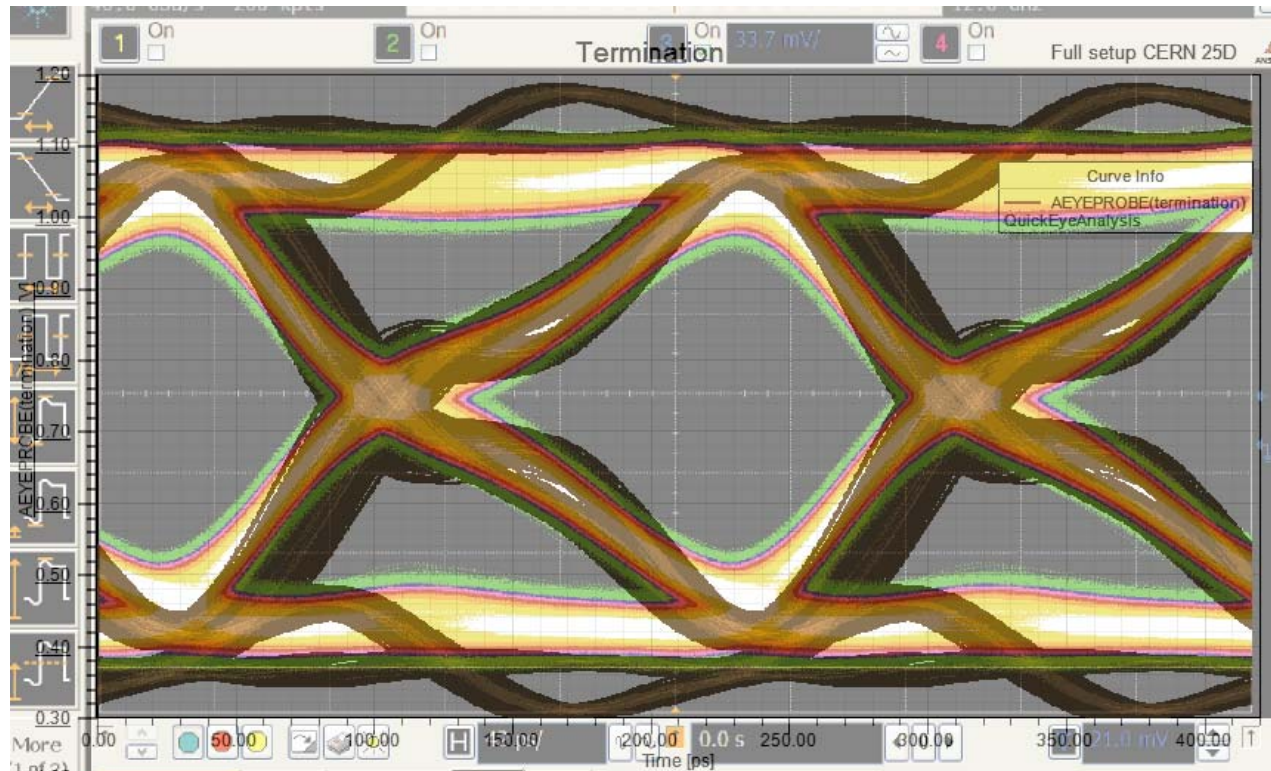 1 On
2 On
3 On 33.7 mV/
4 On
Termination
Full setup CERN 25D
1.20
1.10
1.00
0.90
0.80
0.70
0.60
0.50
0.40
0.30
AEYEPROBE(termination) [V]
Curve Info
AEYEPROBE(termination)
QuickEyeAnalysis
More
H
0.0 s
21.0 mV
0.00
50.00
100.00
150.00
200.00
250.00
300.00
350.00
400.00
Time [ps]